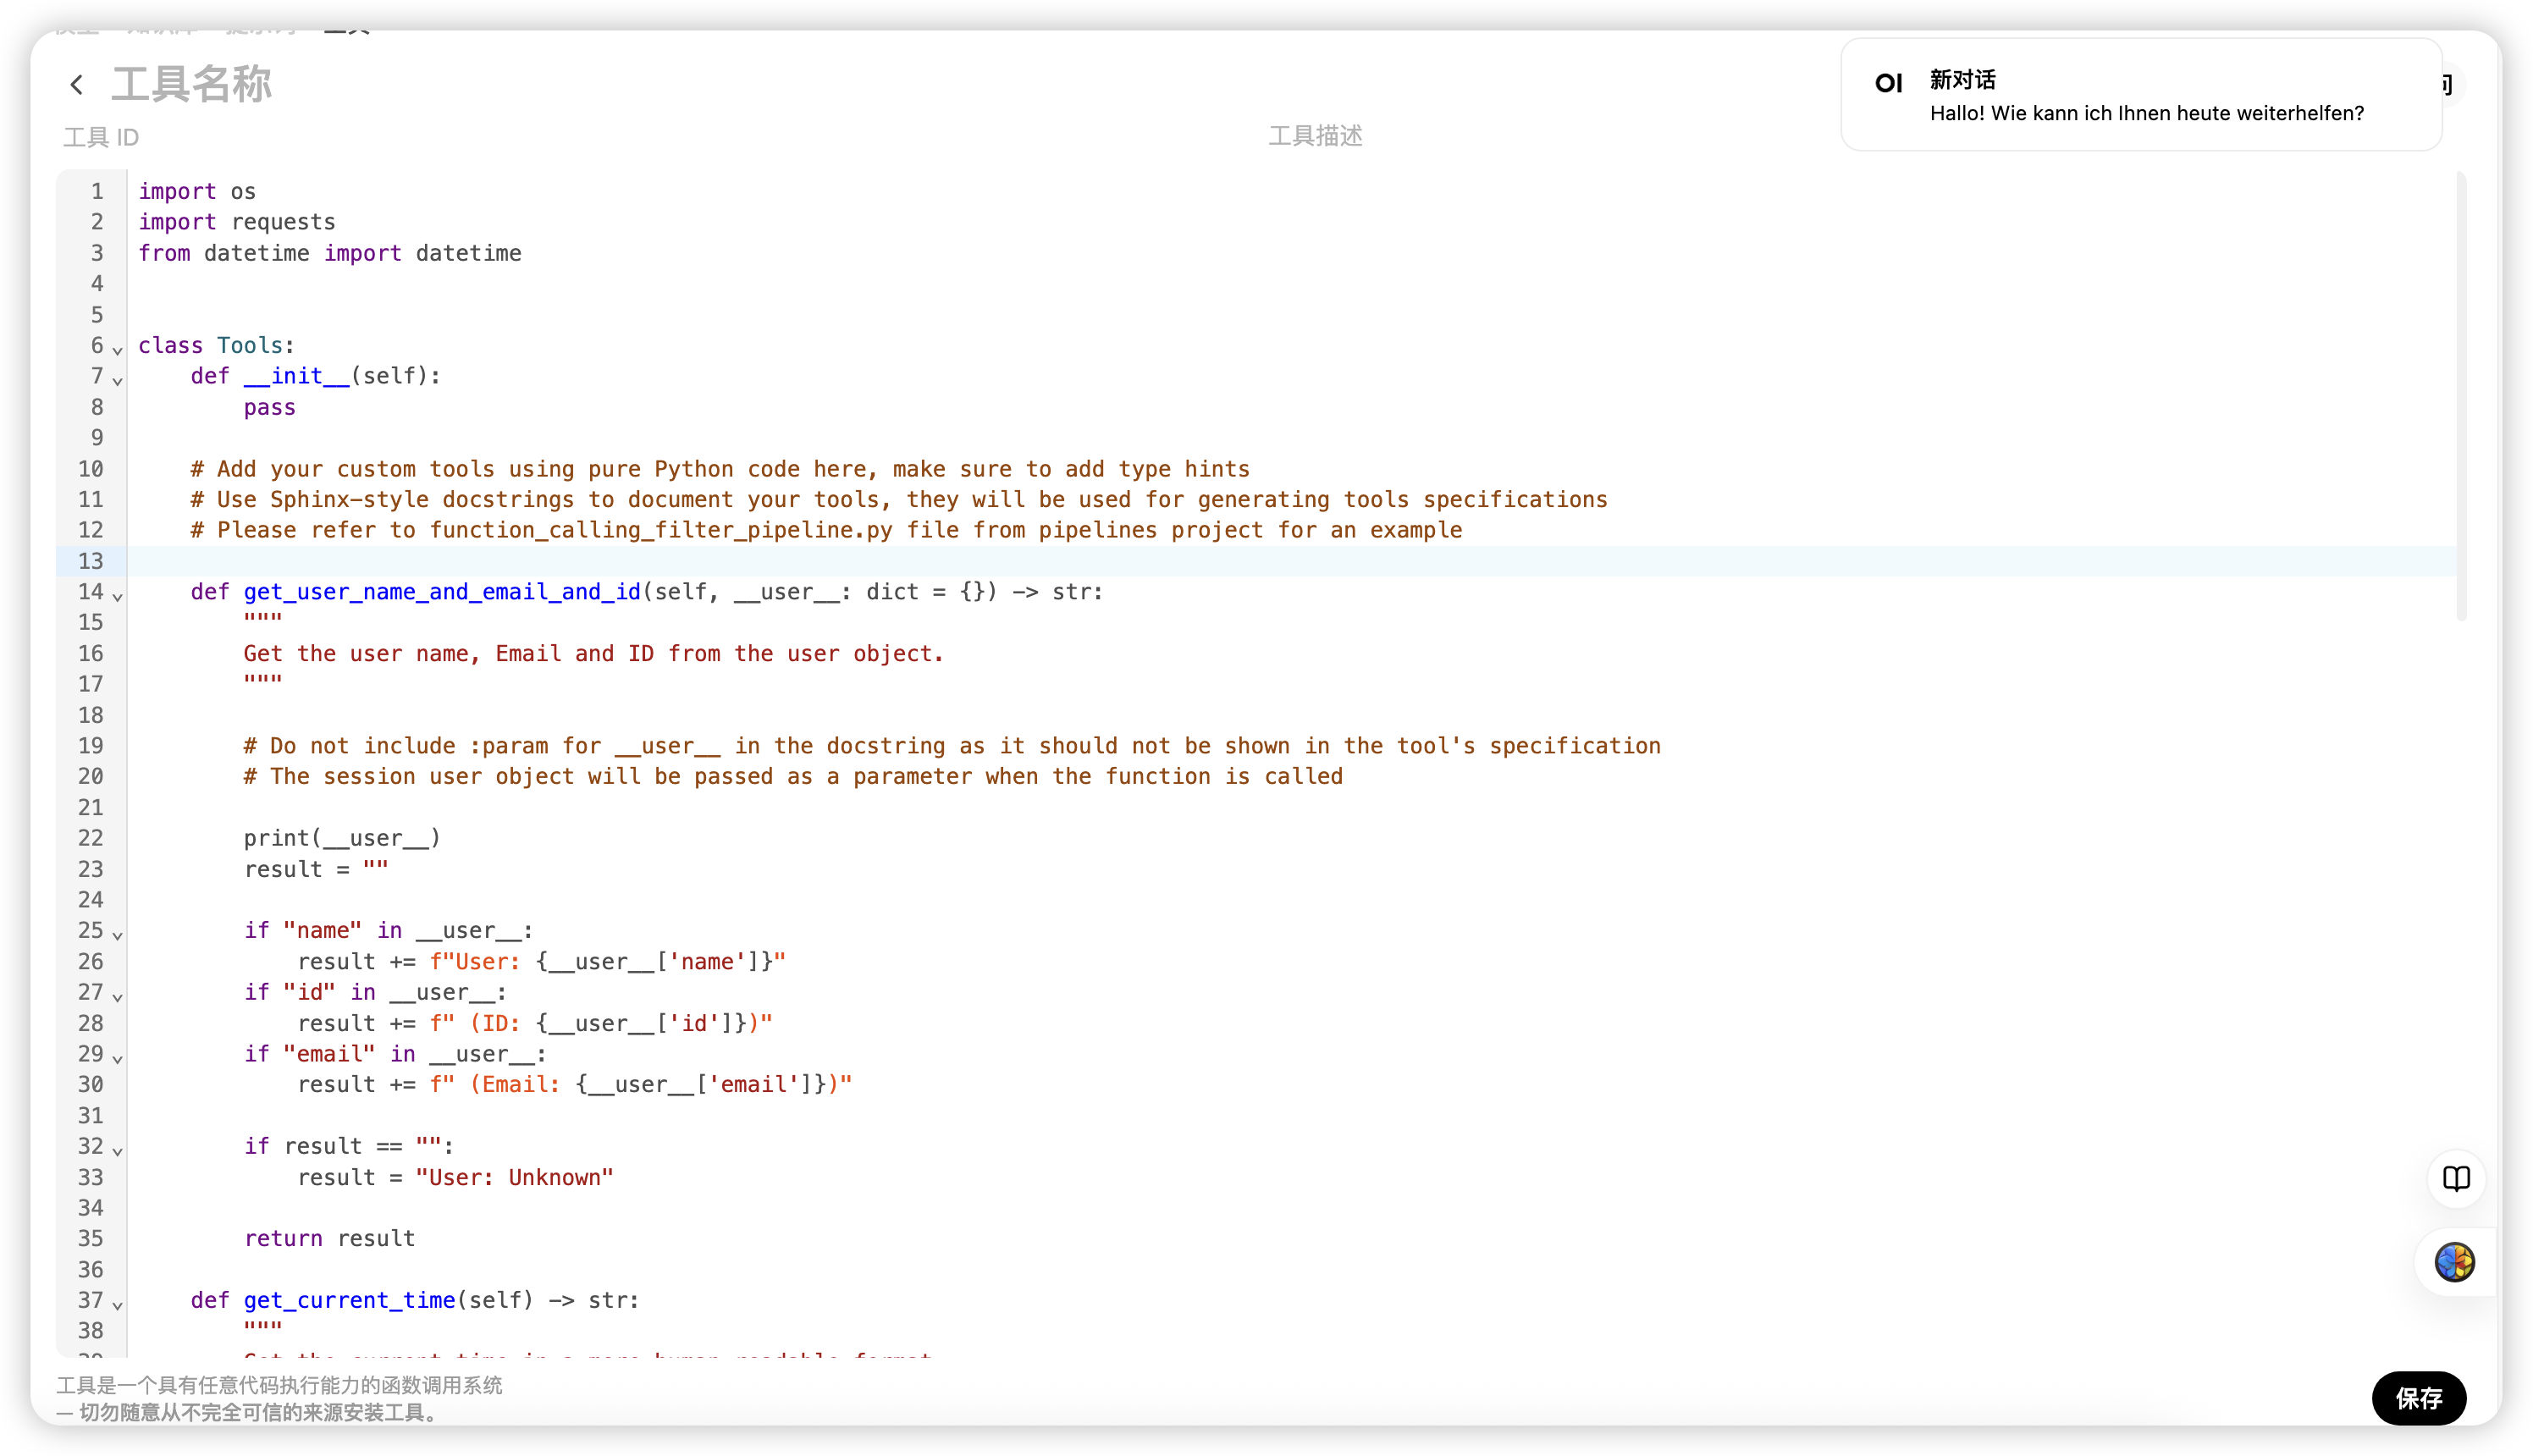 工具
工具名称
OI 新对话
Hallo! Wie kann ich Ihnen heute weiterhelfen?
工具 ID 工具描述
1 import os
2 import requests
3 from datetime import datetime
4
5
6 class Tools:
7     def __init__(self):
8         pass
9
10     # Add your custom tools using pure Python code here, make sure to add type hints
11     # Use Sphinx-style docstrings to document your tools, they will be used for generating tools specifications
12     # Please refer to function_calling_filter_pipeline.py file from pipelines project for an example
13
14     def get_user_name_and_email_and_id(self, __user__: dict = {}) -> str:
15         """
16         Get the user name, Email and ID from the user object.
17         """
18
19         # Do not include :param for __user__ in the docstring as it should not be shown in the tool's specification
20         # The session user object will be passed as a parameter when the function is called
21
22         print(__user__)
23         result = ""
24
25         if "name" in __user__:
26             result += f"User: {__user__['name']}"
27         if "id" in __user__:
28             result += f" (ID: {__user__['id']})"
29         if "email" in __user__:
30             result += f" (Email: {__user__['email']})"
31
32         if result == "":
33             result = "User: Unknown"
34
35         return result
36
37     def get_current_time(self) -> str:
38         """
39         Get the current time in a more human-readable format.
工具是一个具有任意代码执行能力的函数调用系统
— 切勿随意从不完全可信的来源安装工具。
保存